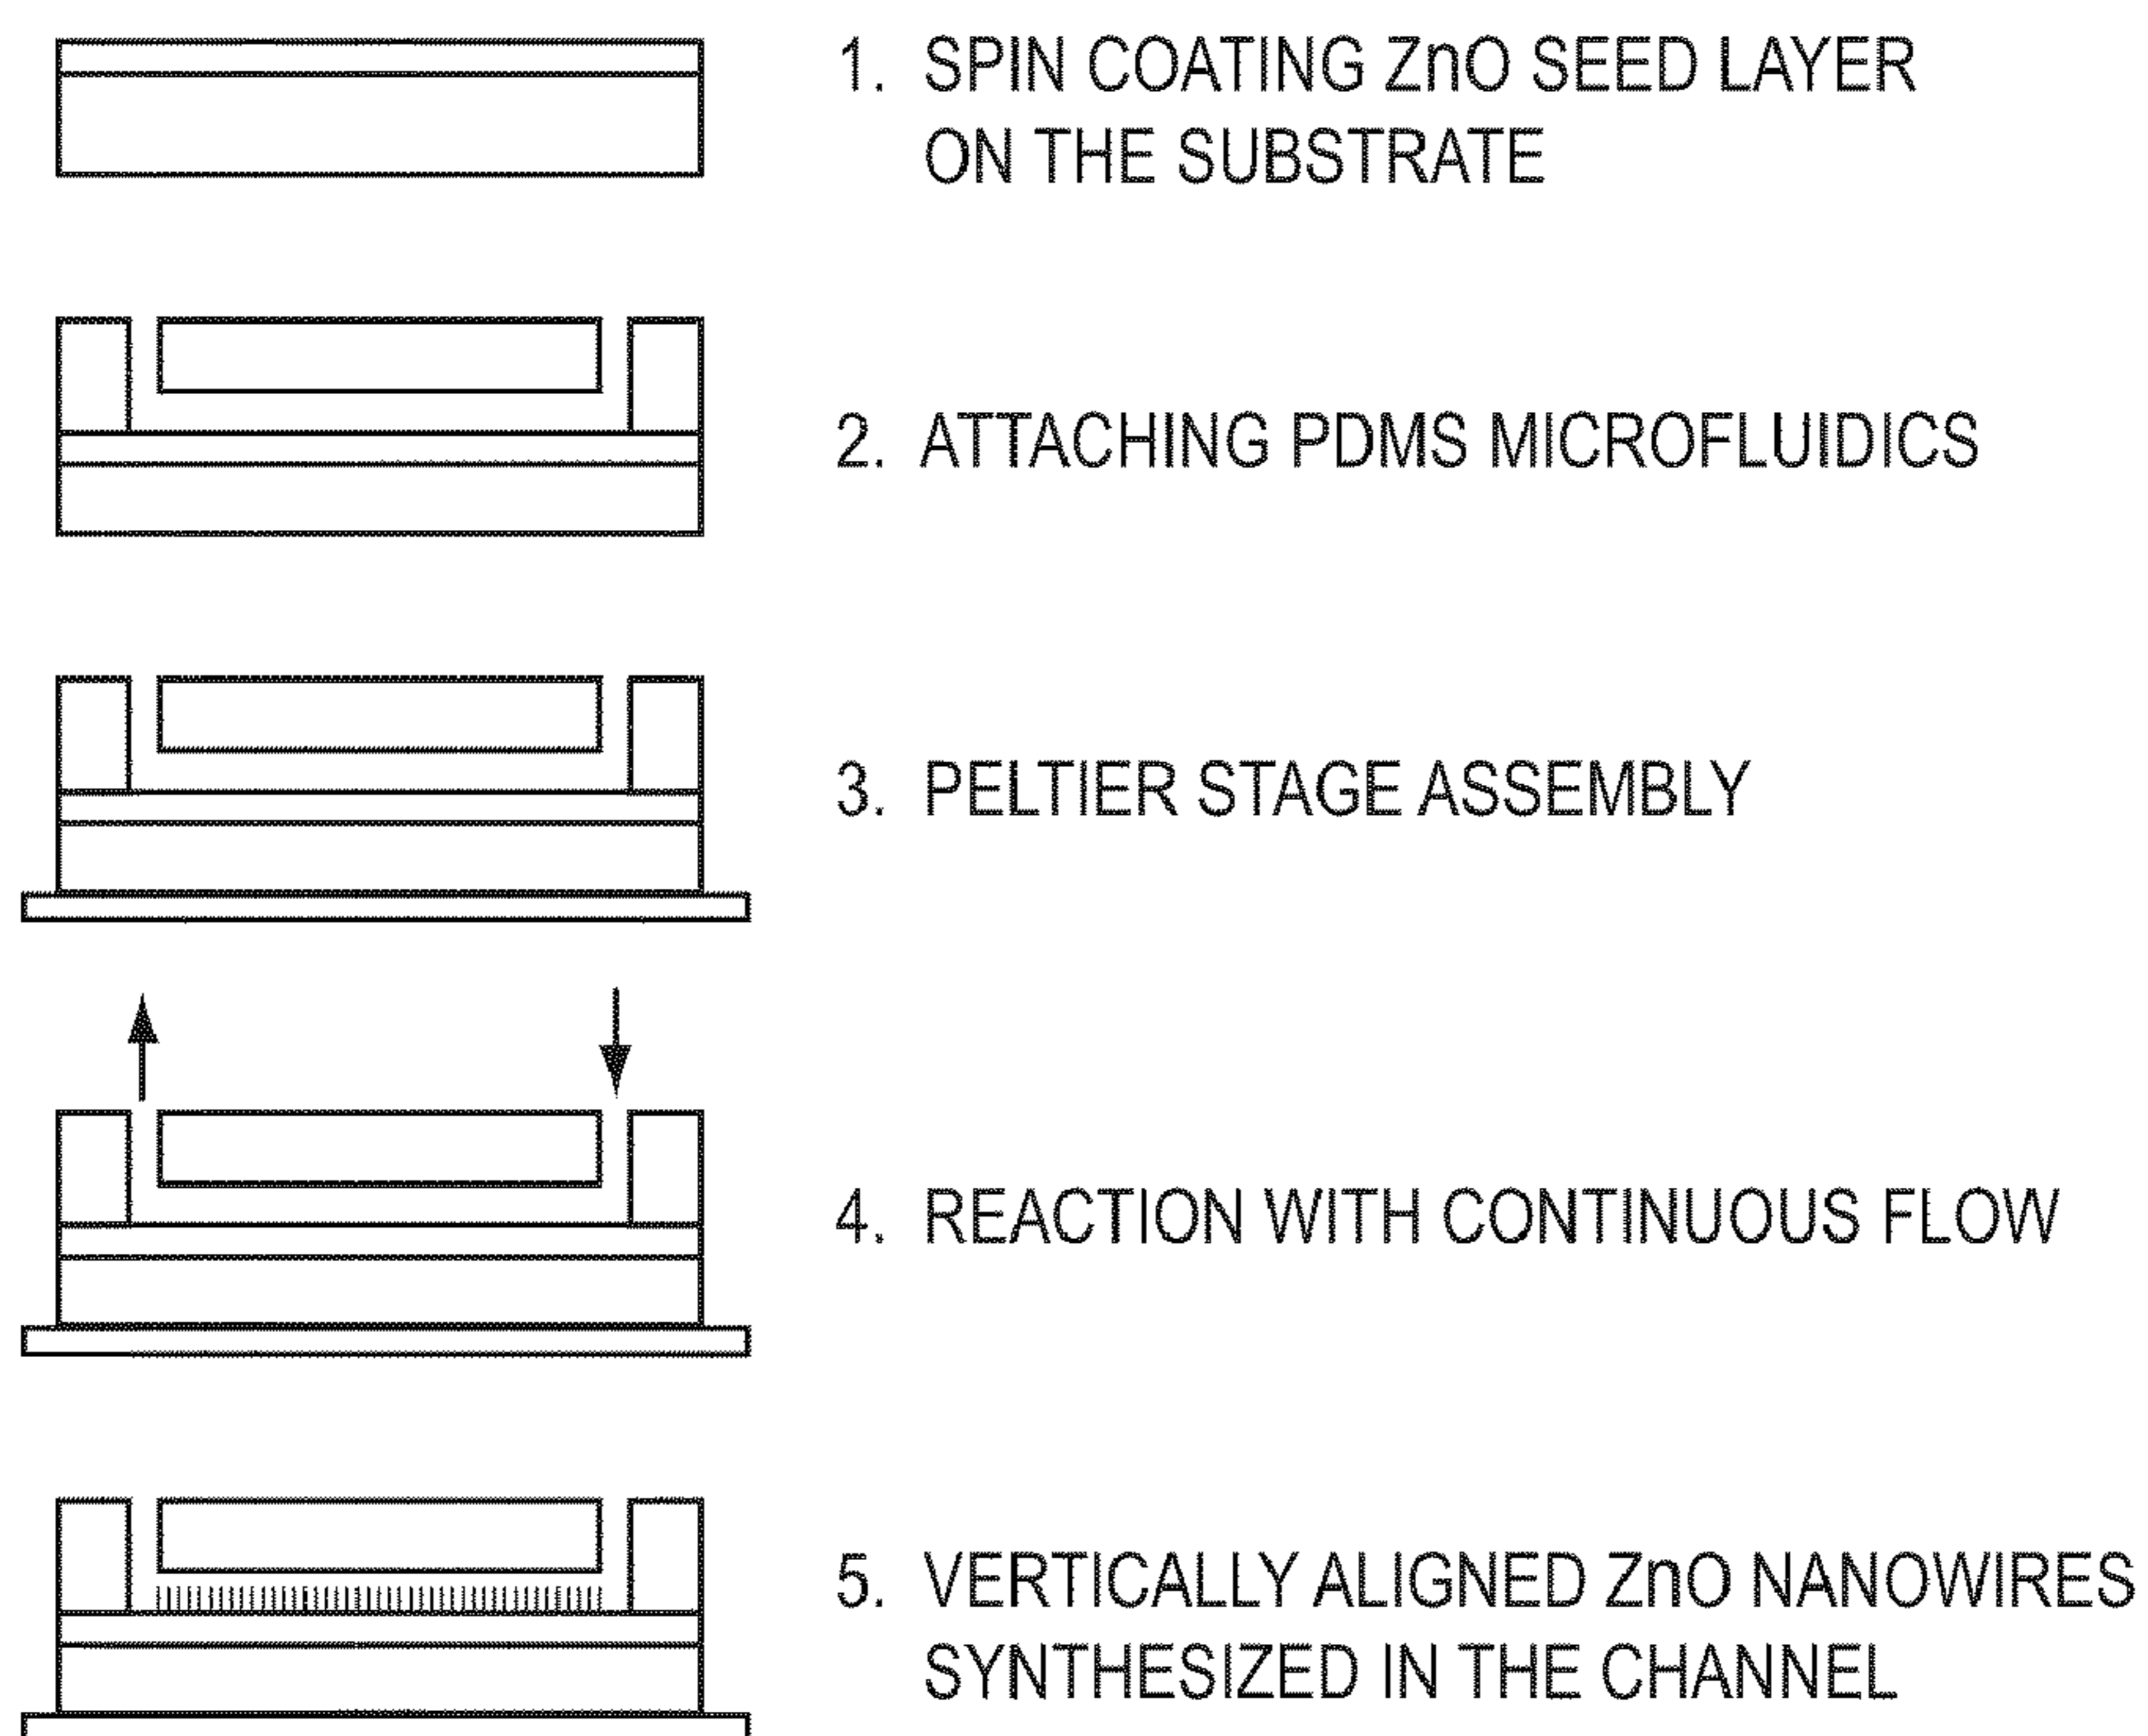 1. SPIN COATING ZnO SEED LAYER
ON THE SUBSTRATE
2. ATTACHING PDMS MICROFLUIDICS
3. PELTIER STAGE ASSEMBLY
4. REACTION WITH CONTINUOUS FLOW
5. VERTICALLY ALIGNED ZnO NANOWIRES
SYNTHESIZED IN THE CHANNEL